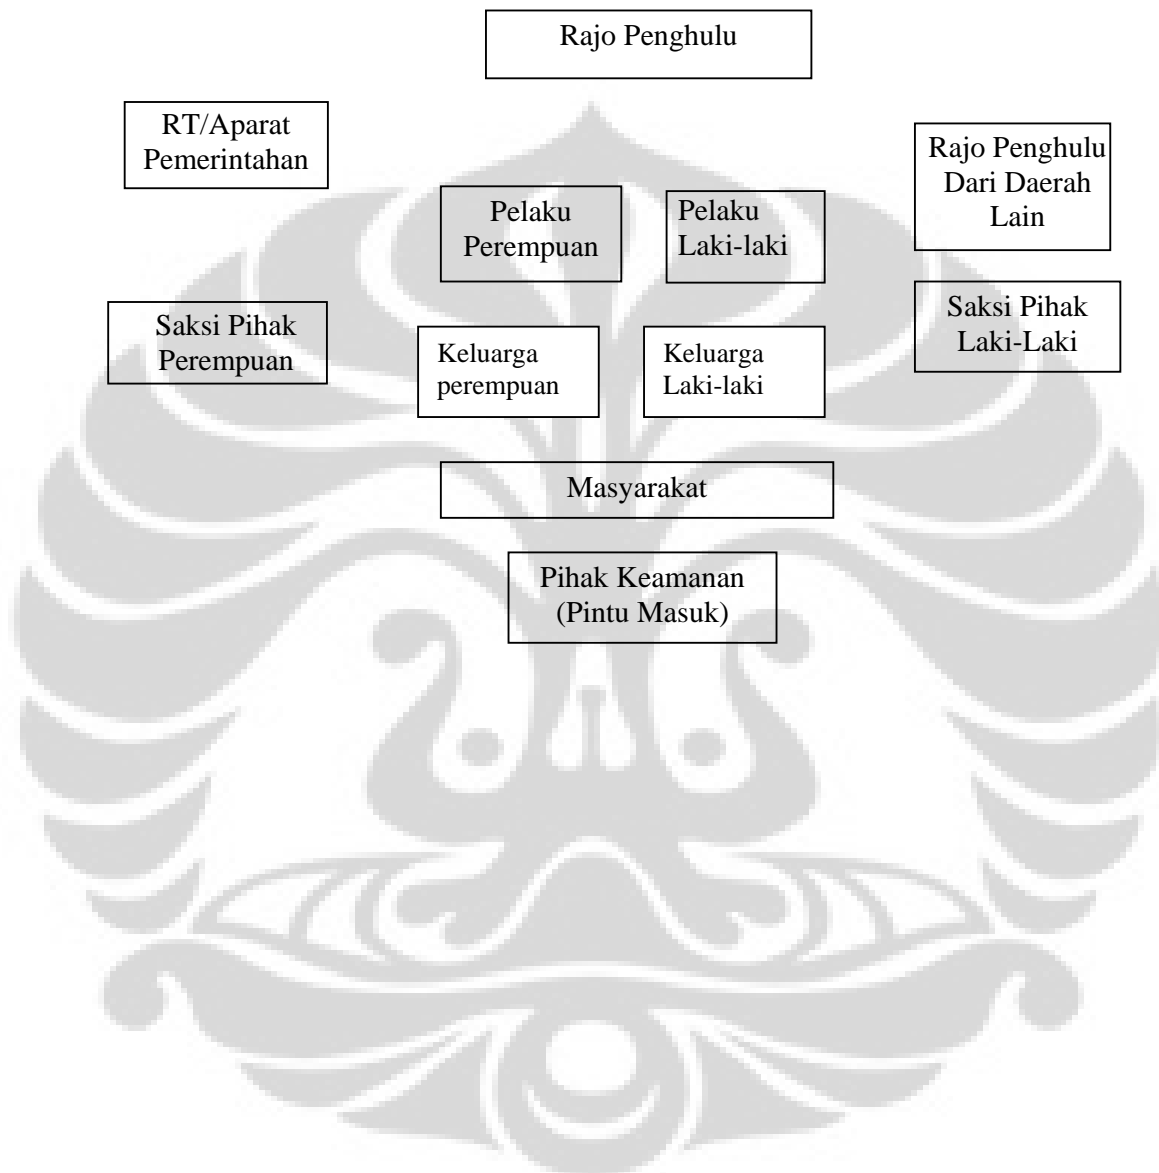 Rajo Penghulu
RT/Aparat
Pemerintahan
Rajo Penghulu
Dari Daerah
Lain
Pelaku
Perempuan
Pelaku
Laki-laki
Saksi Pihak
Perempuan
Saksi Pihak
Laki-Laki
Keluarga
perempuan
Keluarga
Laki-laki
Masyarakat
Pihak Keamanan
(Pintu Masuk)